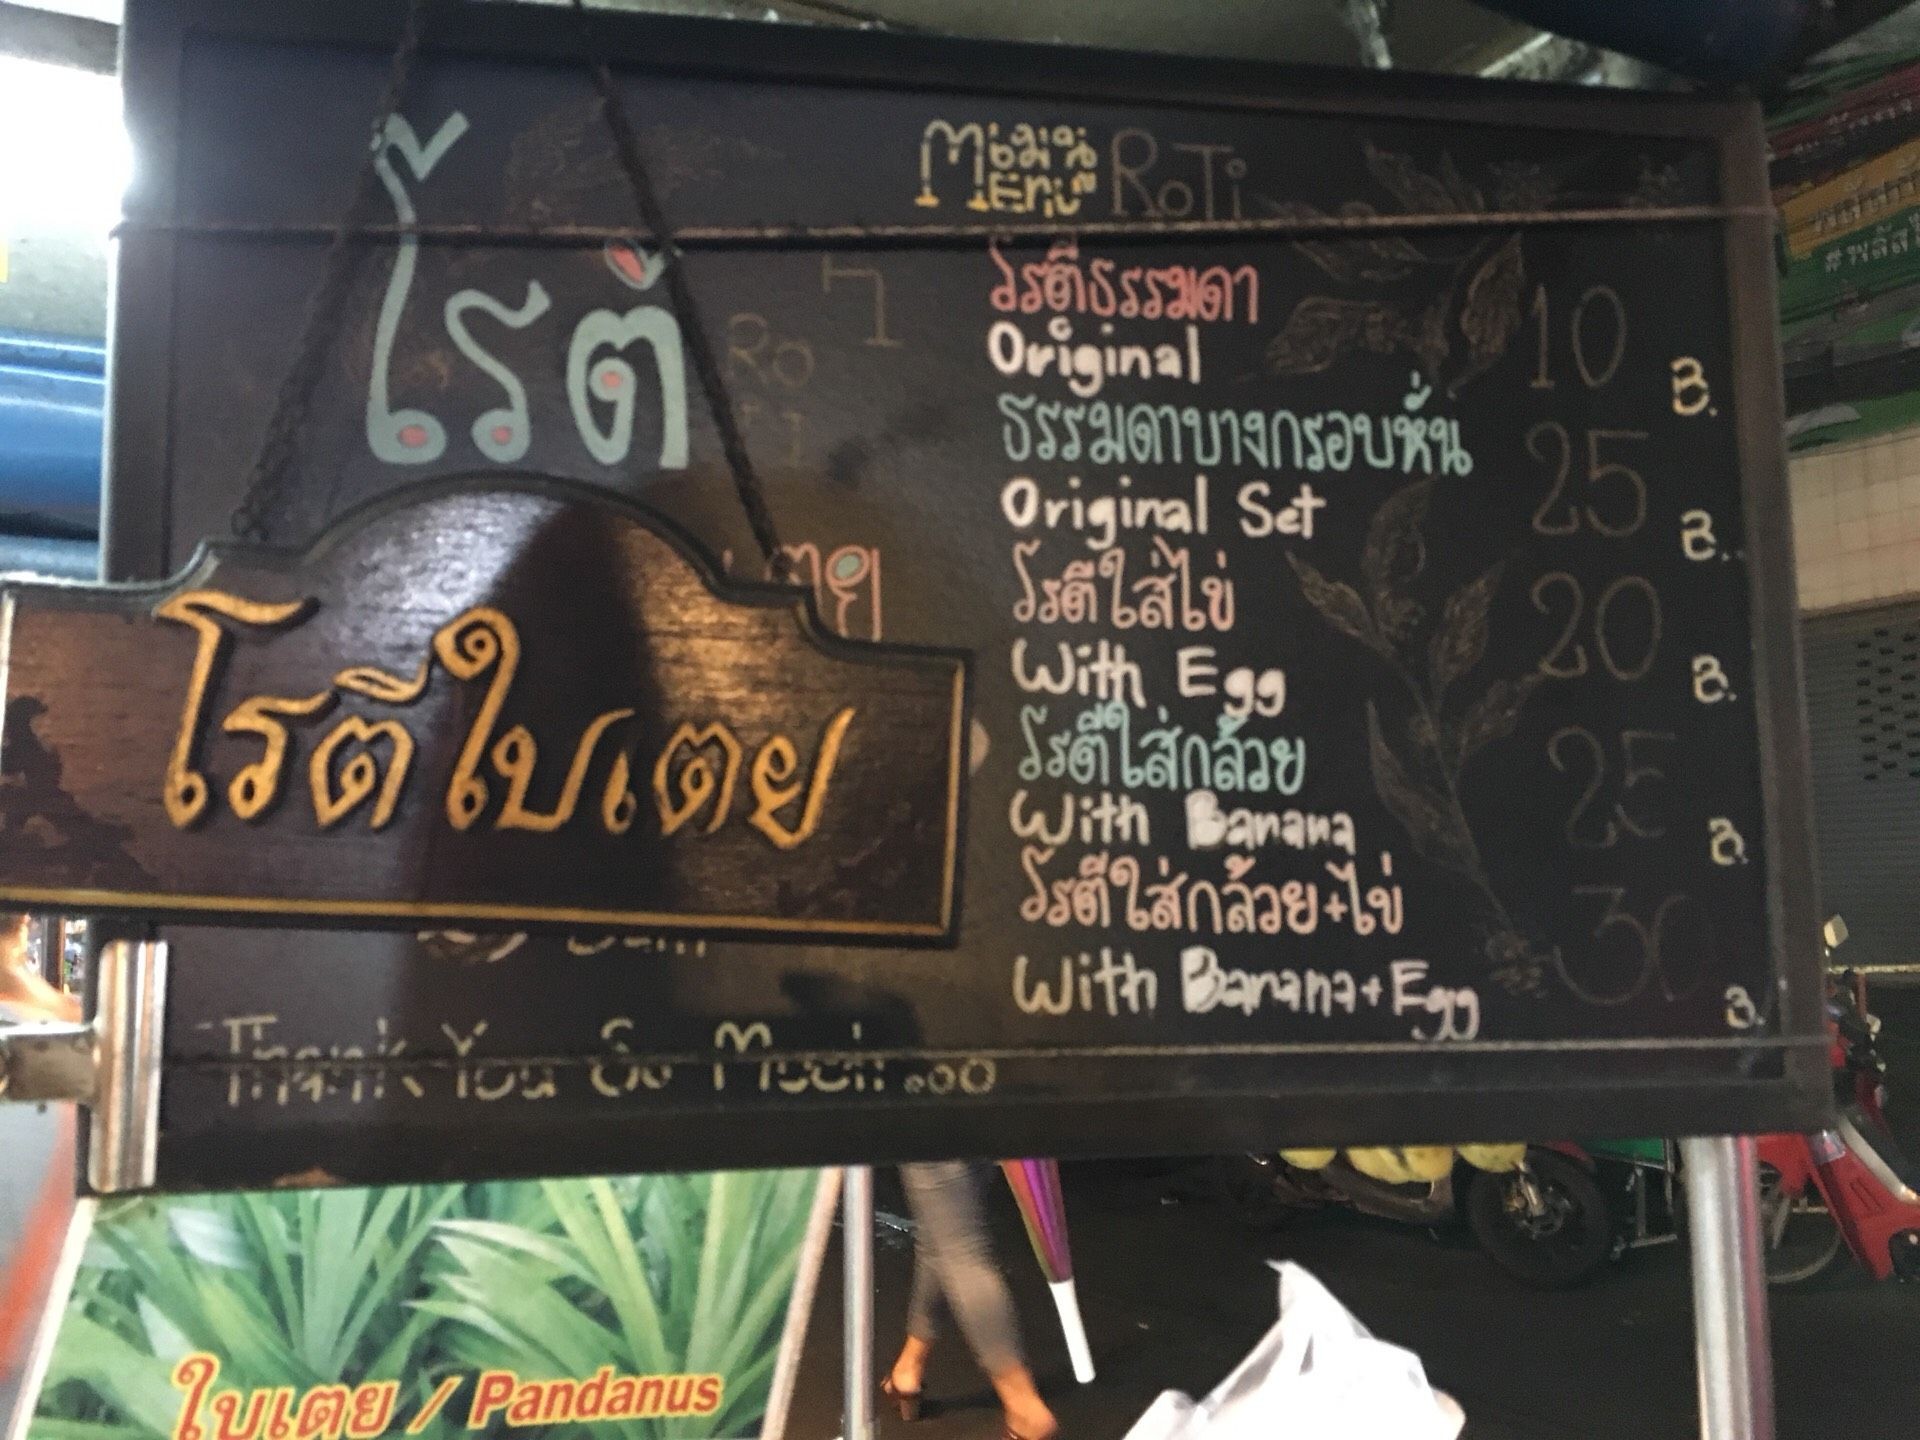 โรตี
RoTi
เตย
โรตีใบเตย
Thank You So Much...
Menu RoTi
โรตีธรรมดา
Original 10 B.
ธรรมดาบางกรอบหั่น
Original Set 25 B.
โรตีใส่ไข่
With Egg 20 B.
โรตีใส่กล้วย
With Banana 25 B.
โรตีใส่กล้วย+ไข่
With Banana+Egg 30 B.
ใบเตย / Pandanus